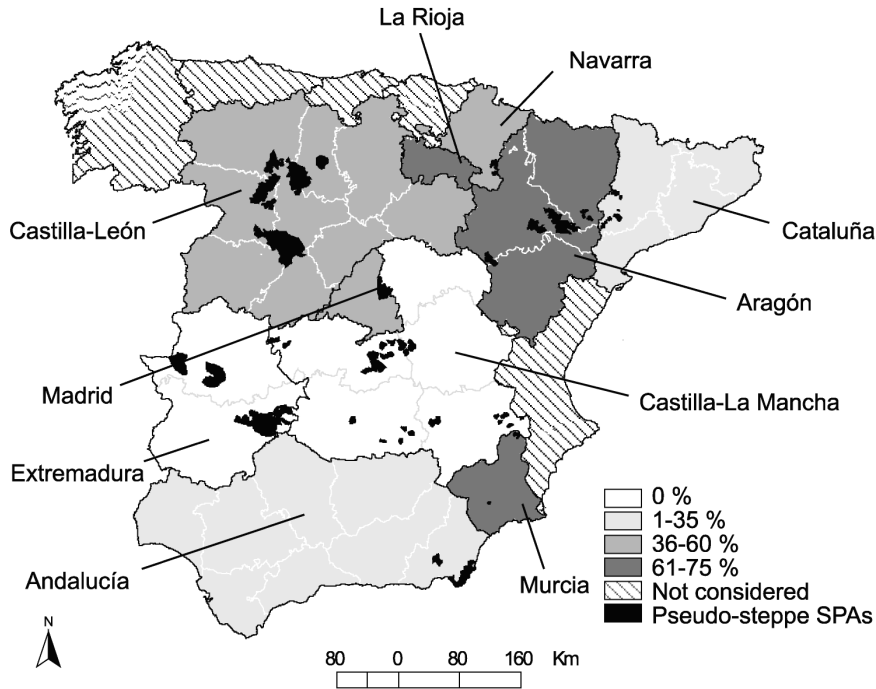 La Rioja
Navarra
Castilla-León
Cataluña
Aragón
Madrid
Castilla-La Mancha
Extremadura
Andalucía
Murcia
0 %
1-35 %
36-60 %
61-75 %
Not considered
Pseudo-steppe SPAs
N
80 0 80 160 Km